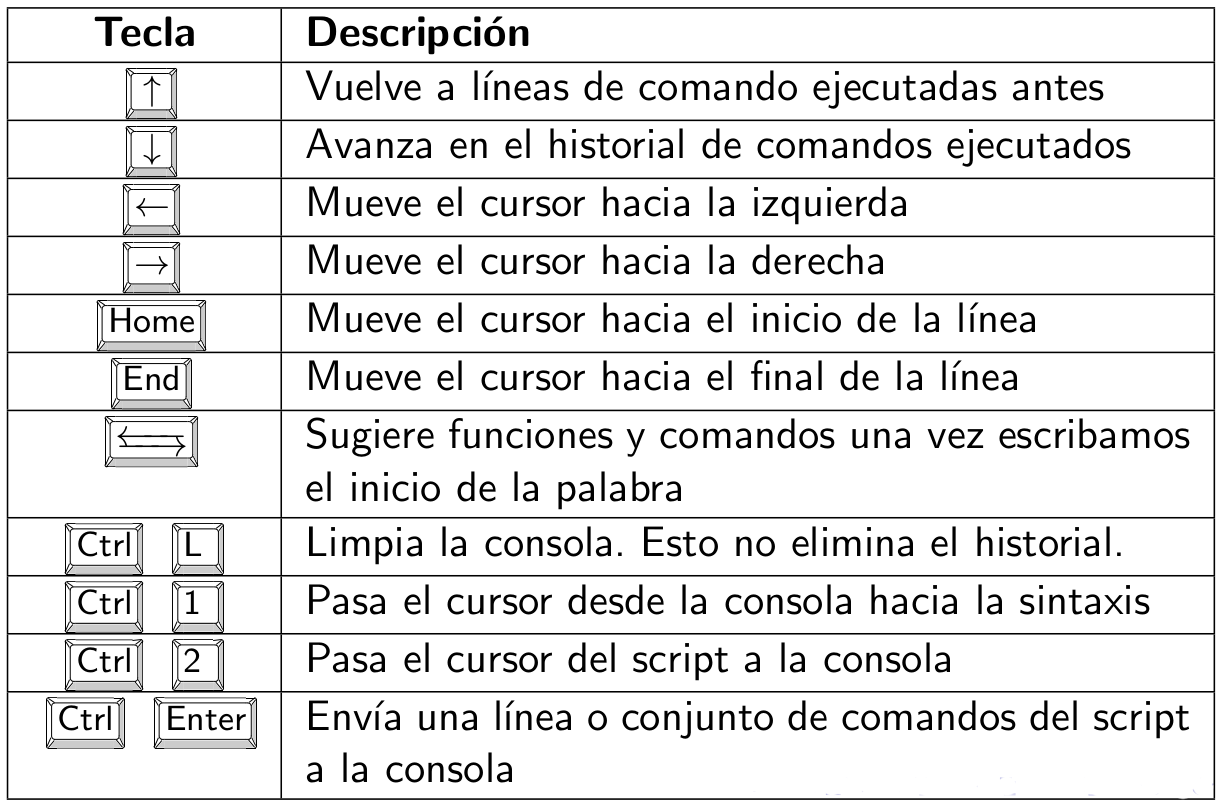 Tecla Descripción
↑ Vuelve a líneas de comando ejecutadas antes
↓ Avanza en el historial de comandos ejecutados
← Mueve el cursor hacia la izquierda
→ Mueve el cursor hacia la derecha
Home Mueve el cursor hacia el inicio de la línea
End Mueve el cursor hacia el final de la línea
Sugiere funciones y comandos una vez escribamos
el inicio de la palabra
Ctrl L Limpia la consola. Esto no elimina el historial.
Ctrl 1 Pasa el cursor desde la consola hacia la sintaxis
Ctrl 2 Pasa el cursor del script a la consola
Ctrl Enter Envía una línea o conjunto de comandos del script
a la consola